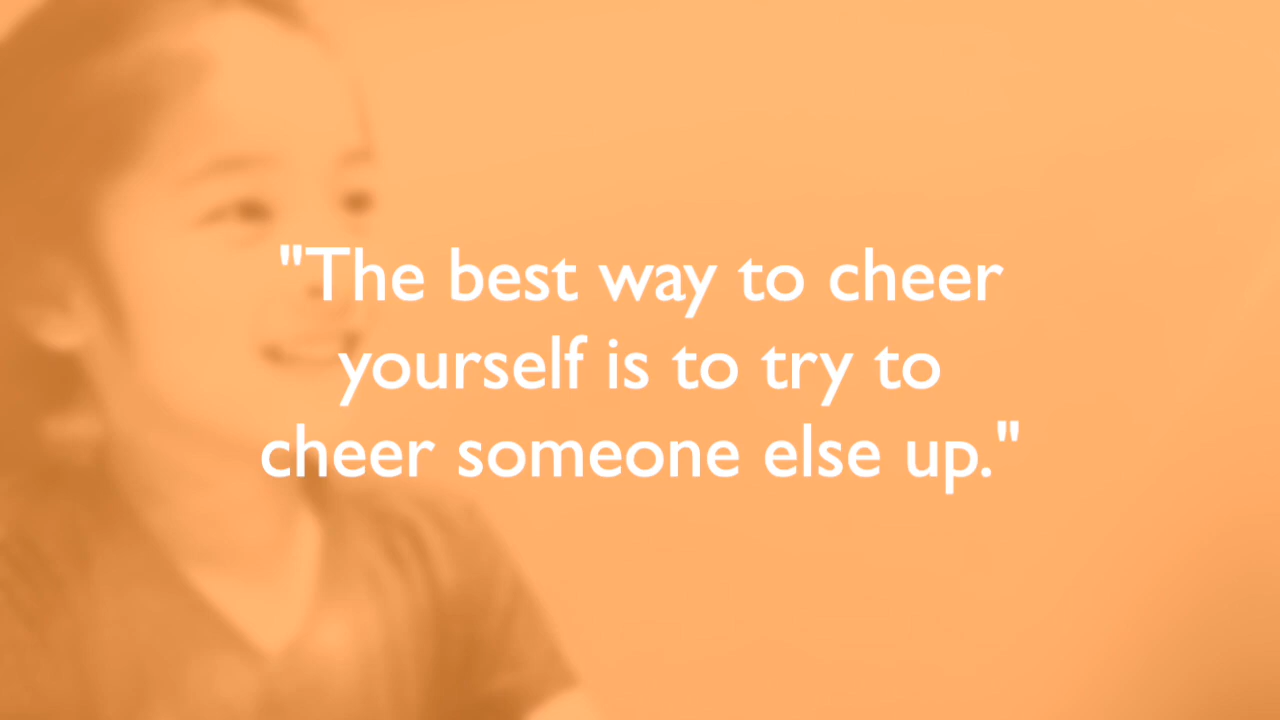 "The best way to cheer
yourself is to try to
cheer someone else up."